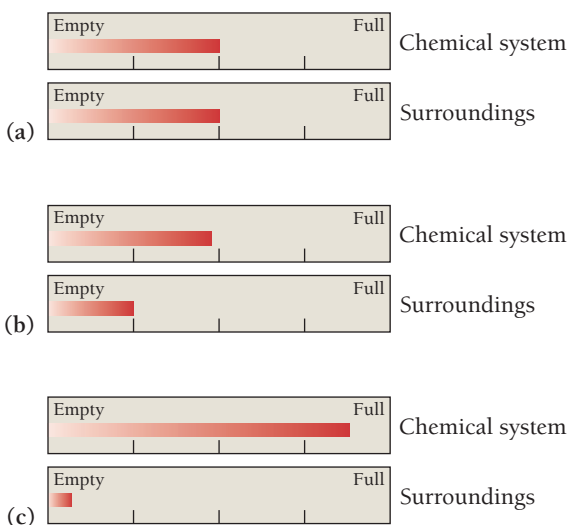 Empty Full
Chemical system
Empty Full
Surroundings
(a)
Empty Full
Chemical system
Empty Full
Surroundings
(b)
Empty Full
Chemical system
Empty Full
Surroundings
(c)